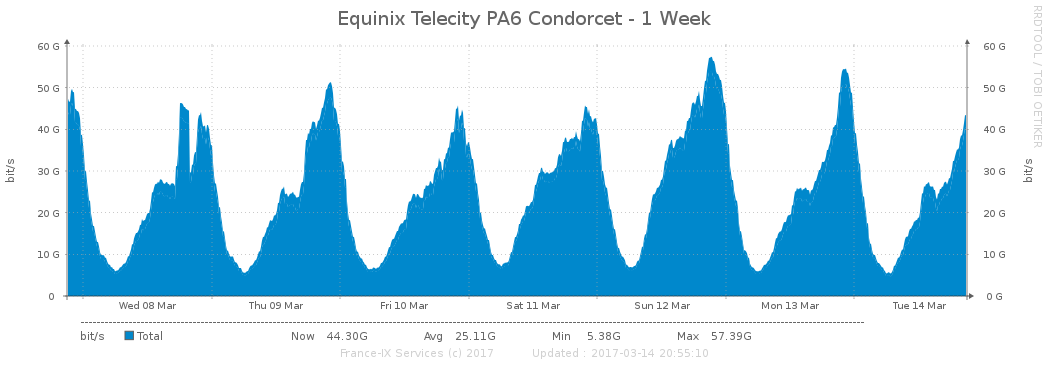 Equinix Telecity PA6 Condorcet - 1 Week
RRDTOOL / TOBI OETIKER
bit/s
60 G
50 G
40 G
30 G
20 G
10 G
0
60 G
50 G
40 G
30 G
20 G
10 G
0 G
bit/s
Wed 08 Mar Thu 09 Mar Fri 10 Mar Sat 11 Mar Sun 12 Mar Mon 13 Mar Tue 14 Mar
bit/s Total Now 44.30G Avg 25.11G Min 5.38G Max 57.39G
France-IX Services (c) 2017 Updated : 2017-03-14 20:55:10